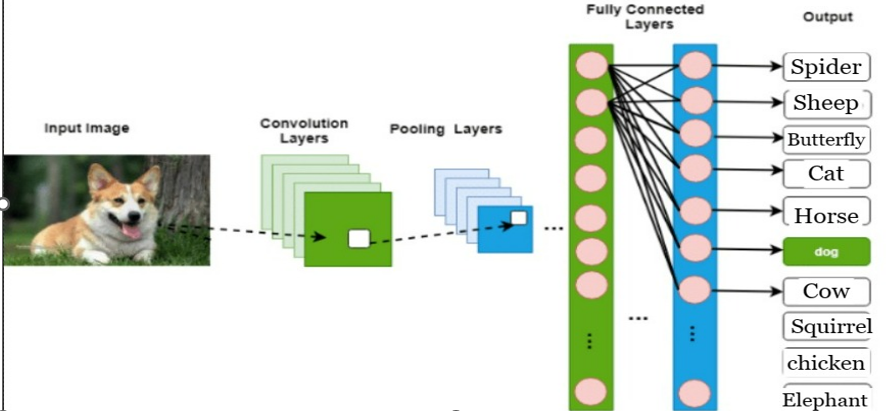 Fully Connected
Layers
Output
Input Image
Convolution
Layers
Pooling Layers
Spider
Sheep
Butterfly
Cat
Horse
dog
Cow
Squirrel
chicken
Elephant